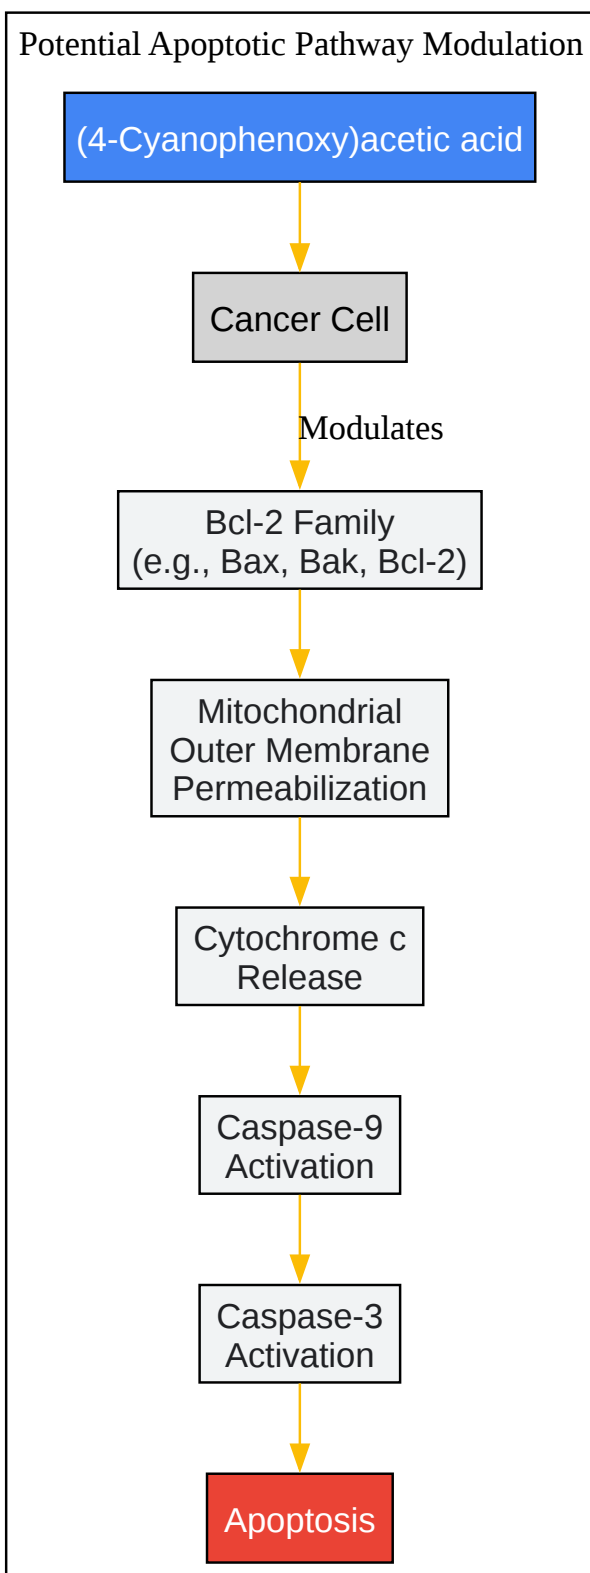 Potential Apoptotic Pathway Modulation
(4-Cyanophenoxy)acetic acid
Cancer Cell
Modulates
Bcl-2 Family
(e.g., Bax, Bak, Bcl-2)
Mitochondrial
Outer Membrane
Permeabilization
Cytochrome c
Release
Caspase-9
Activation
Caspase-3
Activation
Apoptosis